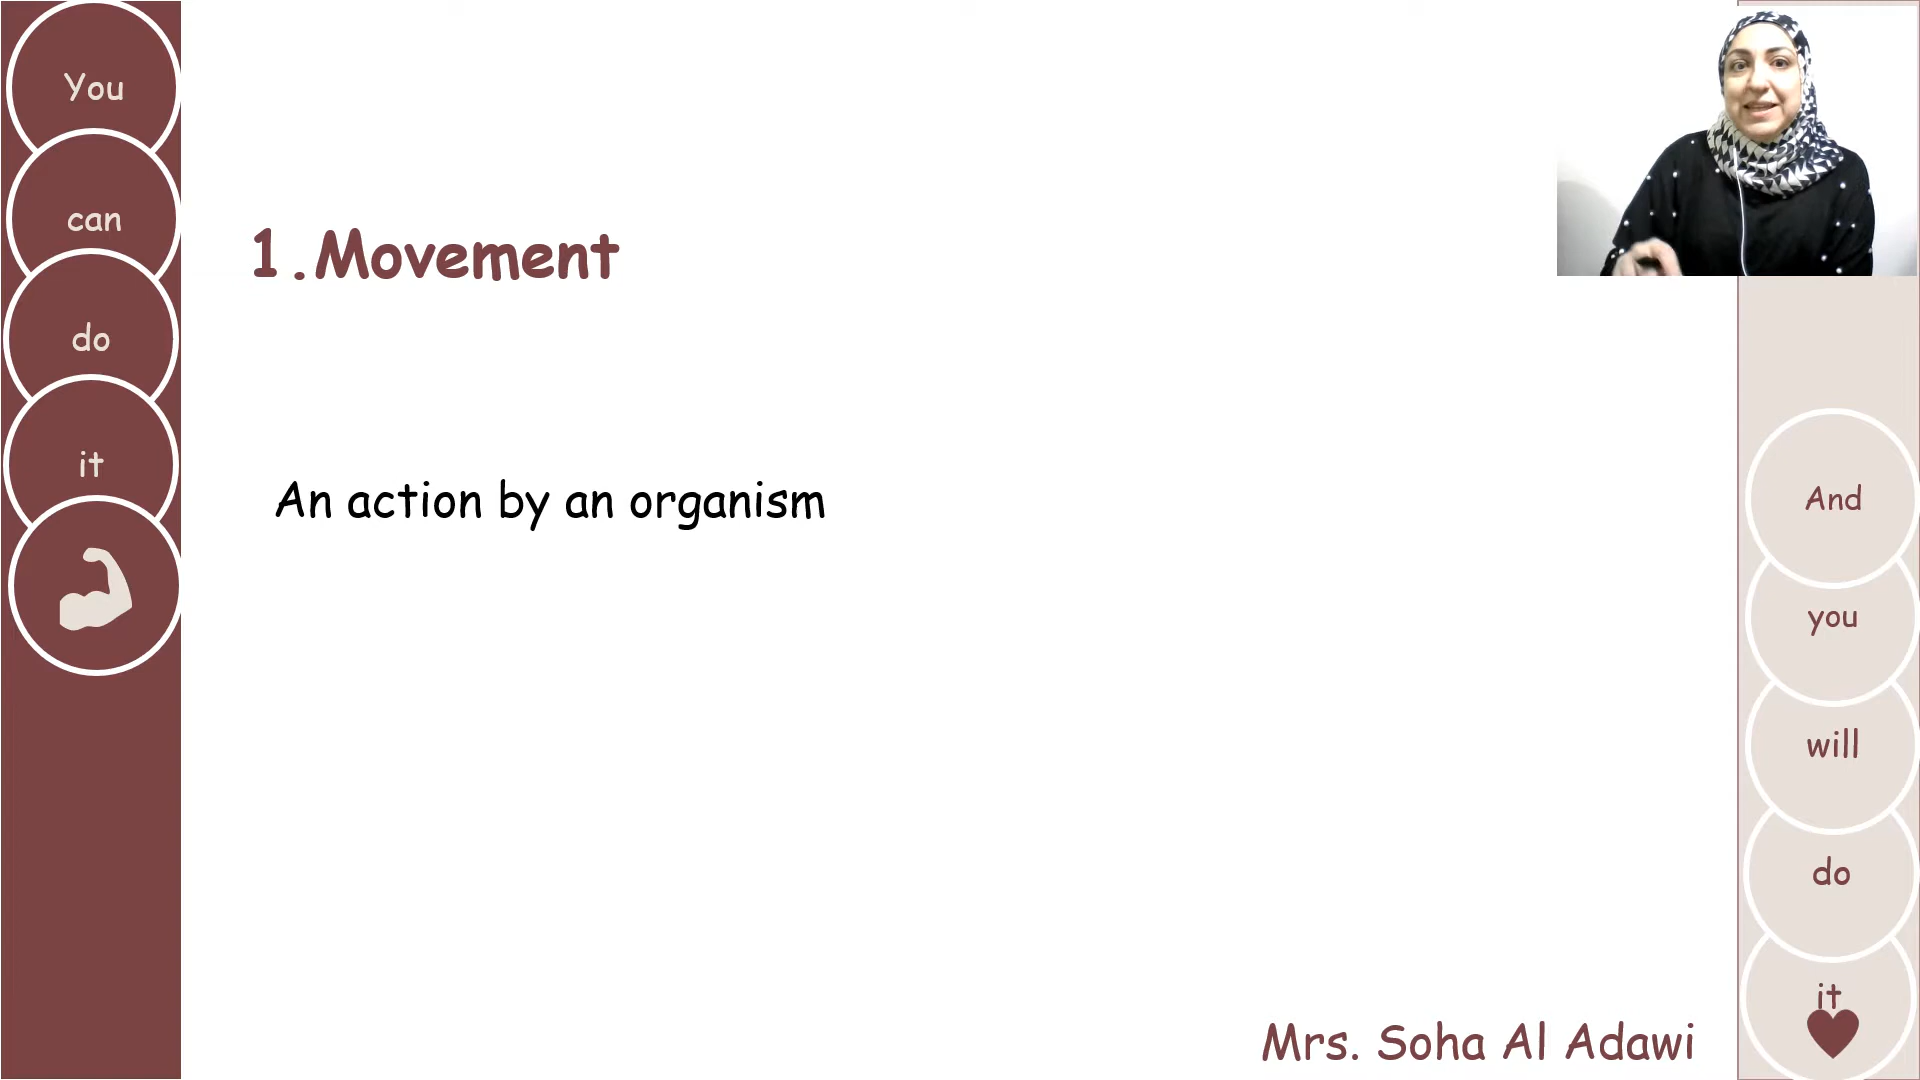 You
can
do
it
1.Movement
An action by an organism
And
you
will
do
it
Mrs. Soha Al Adawi